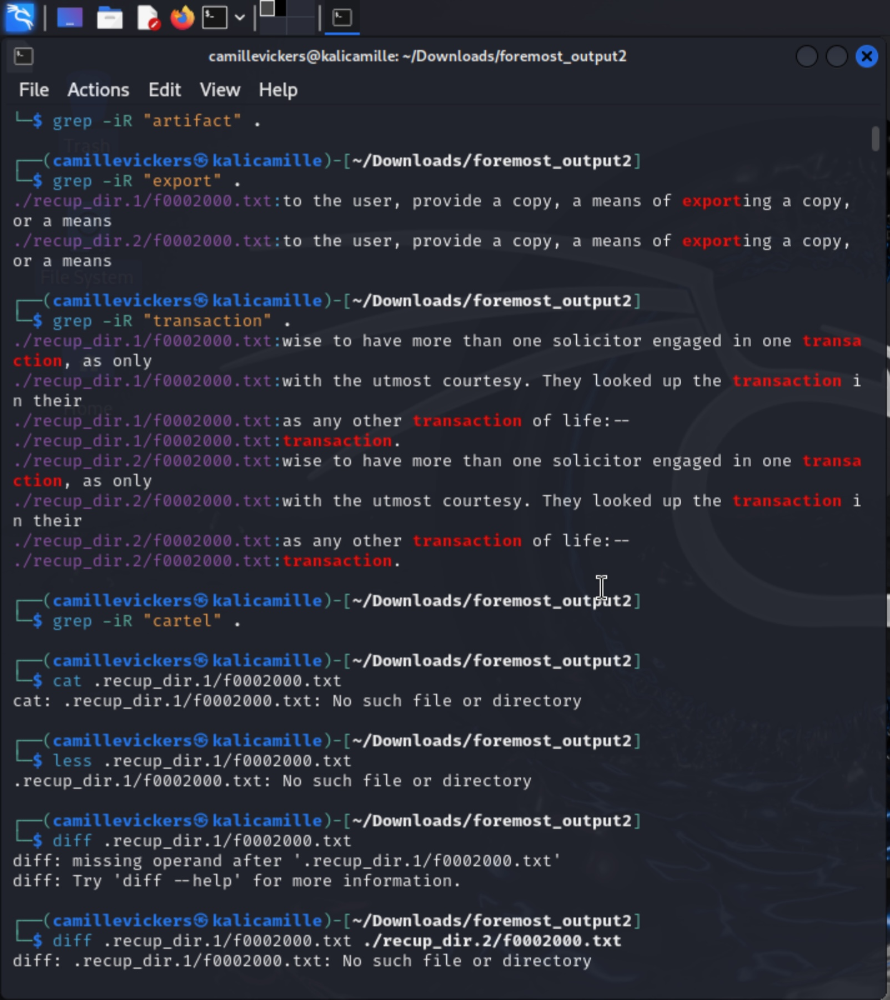 camillevickers@kalicamille: ~/Downloads/foremost_output2
File Actions Edit View Help
└─$ grep -iR "artifact" .
Trash
┌──(camillevickers㉿kalicamille)-[~/Downloads/foremost_output2]
└─$ grep -iR "export" .
./recup_dir.1/f0002000.txt:to the user, provide a copy, a means of exporting a copy,
or a means
./recup_dir.2/f0002000.txt:to the user, provide a copy, a means of exporting a copy,
or a means
File System
┌──(camillevickers㉿kalicamille)-[~/Downloads/foremost_output2]
└─$ grep -iR "transaction" .
./recup_dir.1/f0002000.txt:wise to have more than one solicitor engaged in one transa
ction, as only
./recup_dir.1/f0002000.txt:with the utmost courtesy. They looked up the transaction i
n their
Home
./recup_dir.1/f0002000.txt:as any other transaction of life:--
./recup_dir.1/f0002000.txt:transaction.
./recup_dir.2/f0002000.txt:wise to have more than one solicitor engaged in one transa
ction, as only
./recup_dir.2/f0002000.txt:with the utmost courtesy. They looked up the transaction i
n their
./recup_dir.2/f0002000.txt:as any other transaction of life:--
./recup_dir.2/f0002000.txt:transaction.
┌──(camillevickers㉿kalicamille)-[~/Downloads/foremost_output2]
└─$ grep -iR "cartel" .
┌──(camillevickers㉿kalicamille)-[~/Downloads/foremost_output2]
└─$ cat .recup_dir.1/f0002000.txt
cat: .recup_dir.1/f0002000.txt: No such file or directory
┌──(camillevickers㉿kalicamille)-[~/Downloads/foremost_output2]
└─$ less .recup_dir.1/f0002000.txt
.recup_dir.1/f0002000.txt: No such file or directory
┌──(camillevickers㉿kalicamille)-[~/Downloads/foremost_output2]
└─$ diff .recup_dir.1/f0002000.txt
diff: missing operand after '.recup_dir.1/f0002000.txt'
diff: Try 'diff --help' for more information.
┌──(camillevickers㉿kalicamille)-[~/Downloads/foremost_output2]
└─$ diff .recup_dir.1/f0002000.txt ./recup_dir.2/f0002000.txt
diff: .recup_dir.1/f0002000.txt: No such file or directory